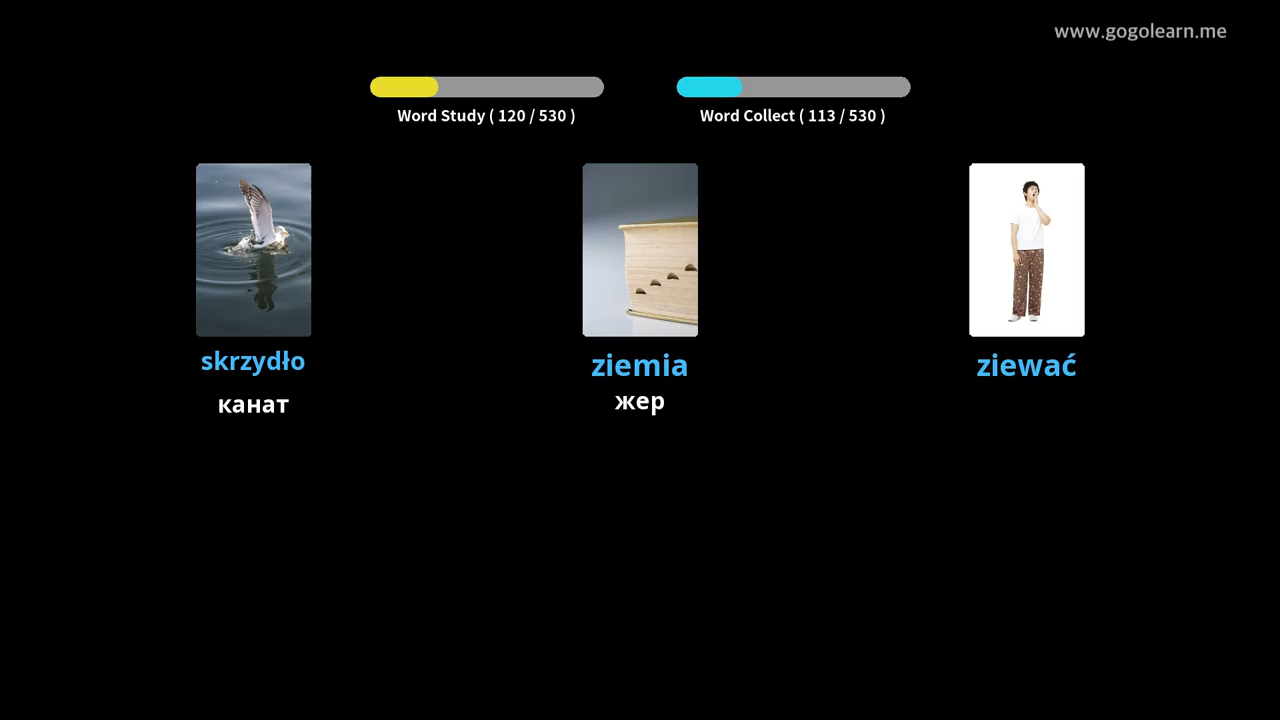 www.gogolearn.me
Word Study ( 120 / 530 )
Word Collect ( 113 / 530 )
skrzydło
канат
ziemia
жер
ziewać